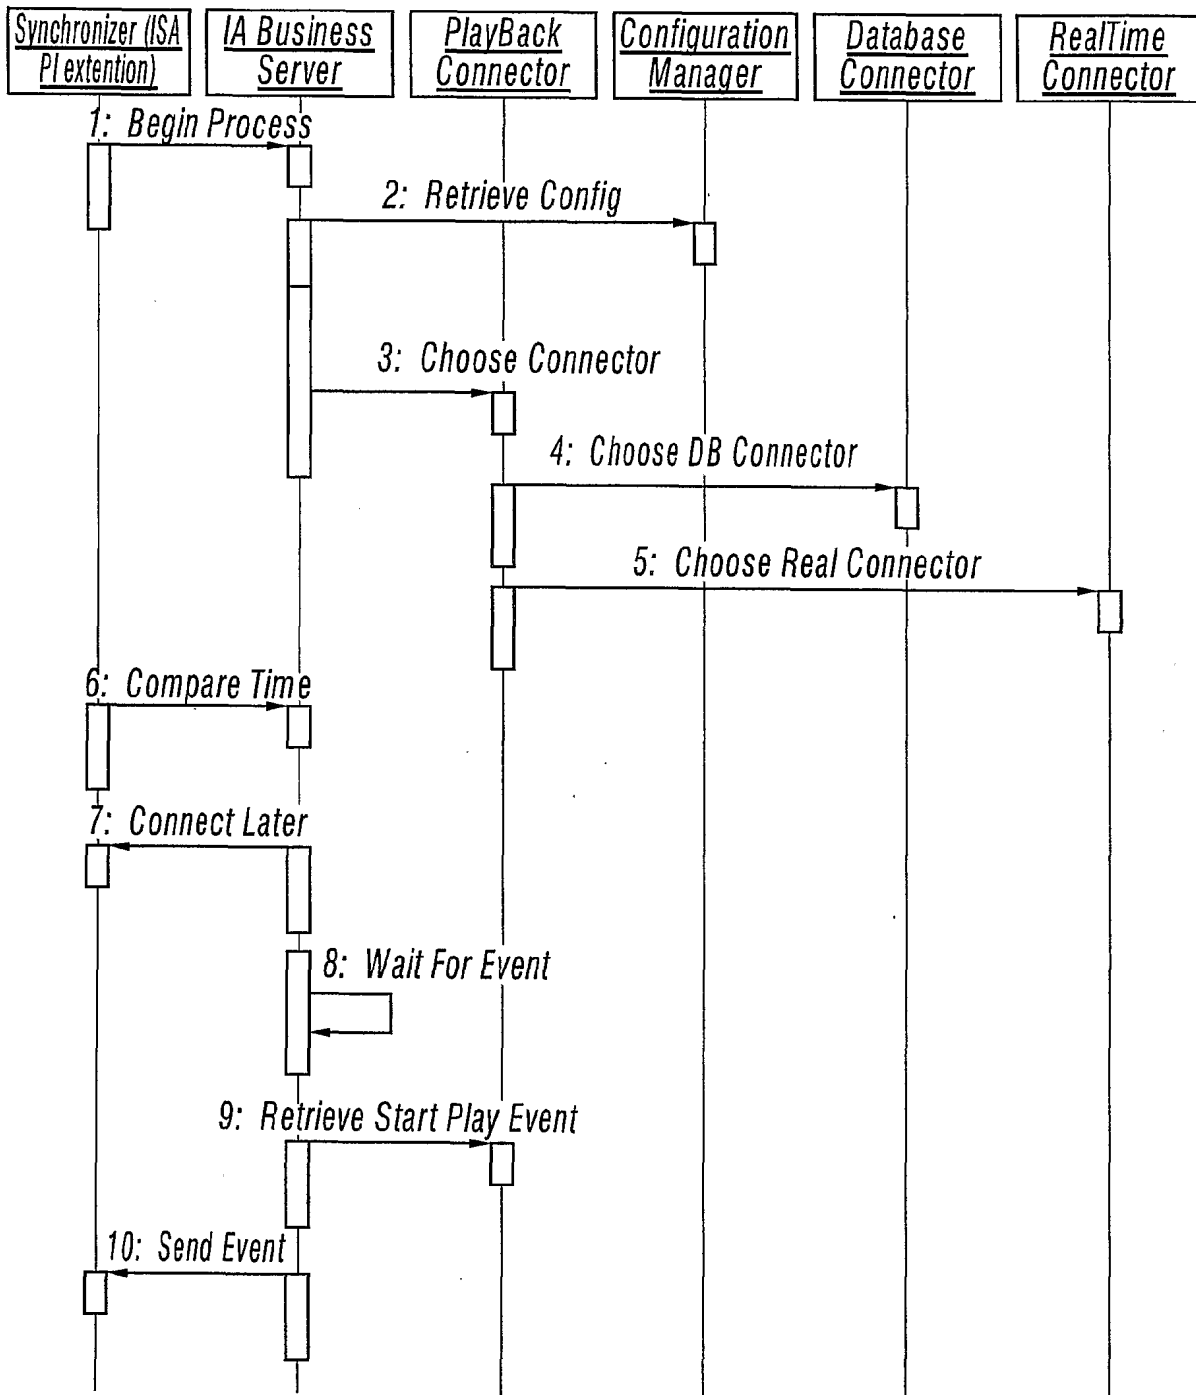 Synchronizer (ISA
PI extention)
IA Business
Server
PlayBack
Connector
Configuration
Manager
Database
Connector
RealTime
Connector
1: Begin Process
2: Retrieve Config
3: Choose Connector
4: Choose DB Connector
5: Choose Real Connector
6: Compare Time
7: Connect Later
8: Wait For Event
9: Retrieve Start Play Event
10: Send Event